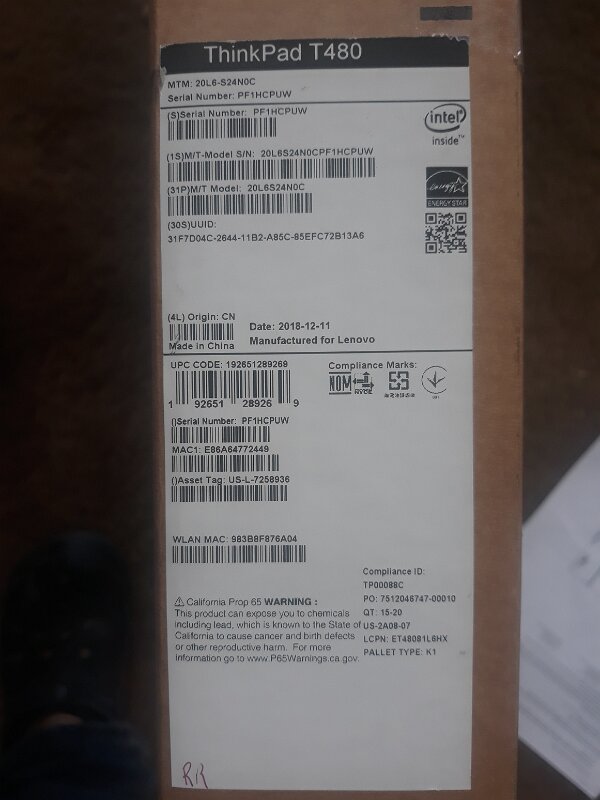 ThinkPad T480
MTM: 20L6-S24N0C
Serial Number: PF1HCPUW
(S)Serial Number: PF1HCPUW
intel
inside™
(1S)M/T-Model S/N: 20L6S24N0CPF1HCPUW
(31P)M/T Model: 20L6S24N0C
energy
ENERGY STAR
(30S)UUID:
31F7D04C-2644-11B2-A85C-85EFC72B13A6
(4L) Origin: CN
Made in China
Date: 2018-12-11
Manufactured for Lenovo
UPC CODE: 192651289269
1 92651 28926 9
Compliance Marks:
NOM NYCE
()Serial Number: PF1HCPUW
MAC1: E86A64772449
()Asset Tag: US-L-7258936
WLAN MAC: 983B8F876A04
Compliance ID:
TP00088C
PO: 7512046747-00010
QT: 15-20
US-2A08-07
LCPN: ET48081L6HX
PALLET TYPE: K1
⚠ California Prop 65 WARNING :
This product can expose you to chemicals
including lead, which is known to the State of
California to cause cancer and birth defects
or other reproductive harm. For more
information go to www.P65Warnings.ca.gov.
RR